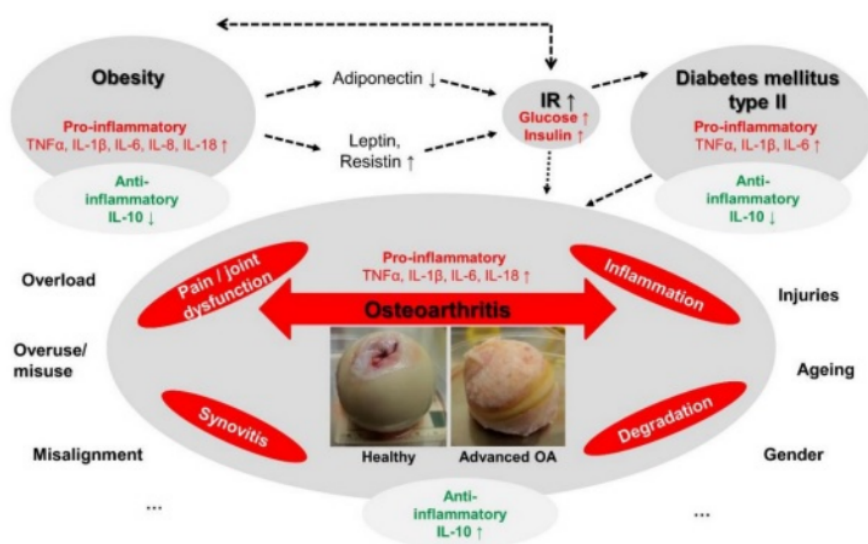 Obesity
Pro-inflammatory
TNFα, IL-1β, IL-6, IL-8, IL-18 ↑
Anti-
inflammatory
IL-10 ↓
Adiponectin ↓
Leptin,
Resistin ↑
IR ↑
Glucose ↑
Insulin ↑
Diabetes mellitus
type II
Pro-inflammatory
TNFα, IL-1β, IL-6 ↑
Anti-
inflammatory
IL-10 ↓
Overload
Overuse/
misuse
Misalignment
...
Pain / joint
dysfunction
Synovitis
Pro-inflammatory
TNFα, IL-1β, IL-6, IL-18 ↑
Osteoarthritis
Healthy
Advanced OA
Inflammation
Degradation
Anti-
inflammatory
IL-10 ↑
Injuries
Ageing
Gender
...